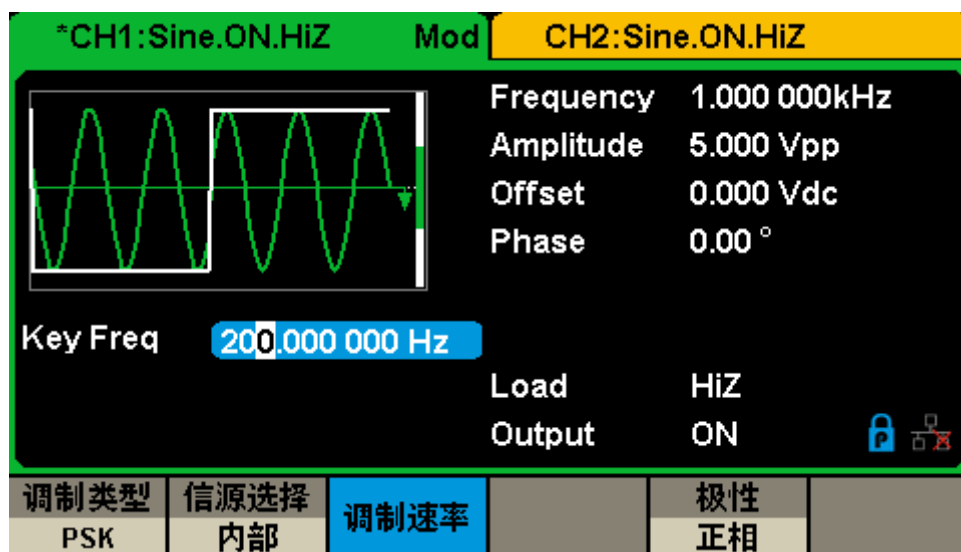 *CH1:Sine.ON.HiZ Mod CH2:Sine.ON.HiZ
Frequency 1.000 000kHz
Amplitude 5.000 Vpp
Offset 0.000 Vdc
Phase 0.00 °
Key Freq 200.000 000 Hz
Load HiZ
Output ON
P
调制类型 信源选择 调制速率 极性
PSK 内部 正相